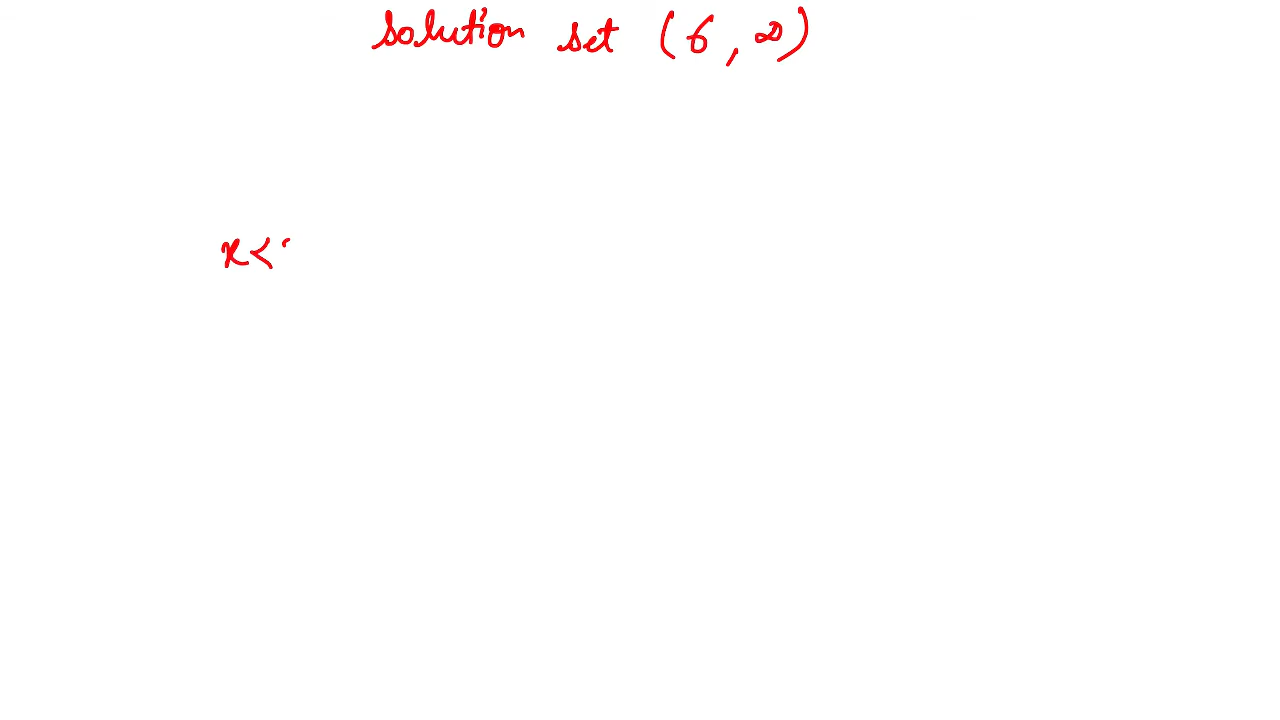 solution set (6, ∞)
x <